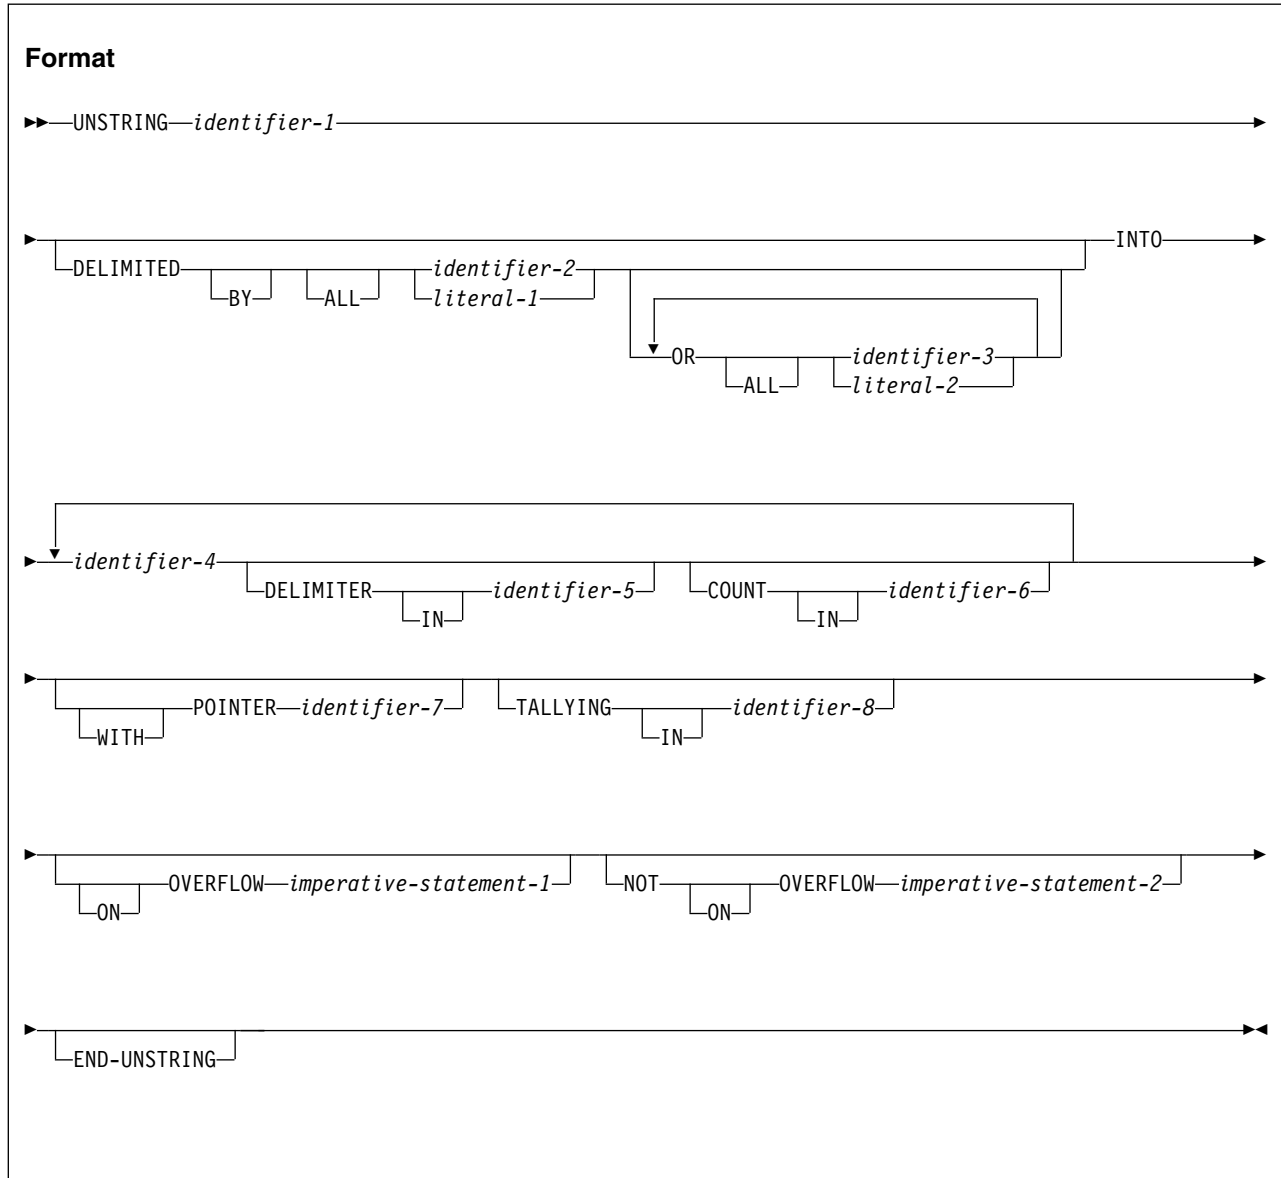 Format
UNSTRING identifier-1
INTO
DELIMITED identifier-2
BY ALL literal-1
OR identifier-3
ALL literal-2
identifier-4
DELIMITER identifier-5 COUNT identifier-6
IN IN
POINTER identifier-7 TALLYING identifier-8
WITH IN
OVERFLOW imperative-statement-1 NOT OVERFLOW imperative-statement-2
ON ON
END-UNSTRING